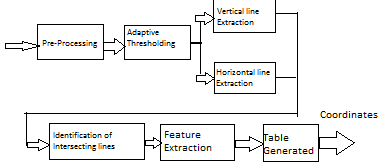 Vertical line
Extraction
Pre-Processing
Adaptive
Thresholding
Horizontal line
Extraction
Coordinates
Identification of
Intersecting lines
Feature
Extraction
Table
Generated